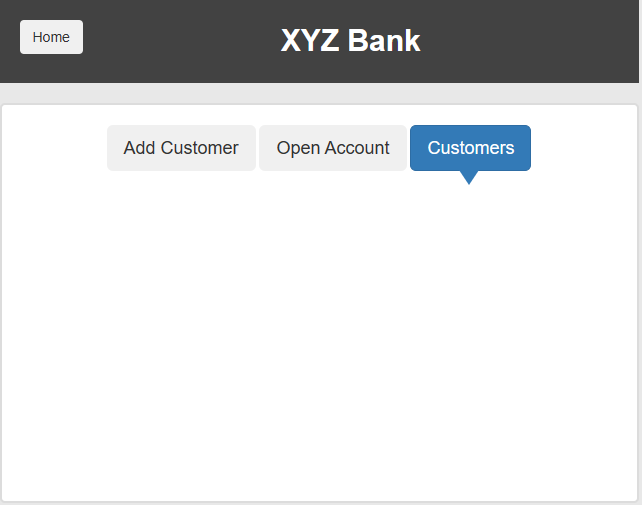 Home
XYZ Bank
Add Customer
Open Account
Customers